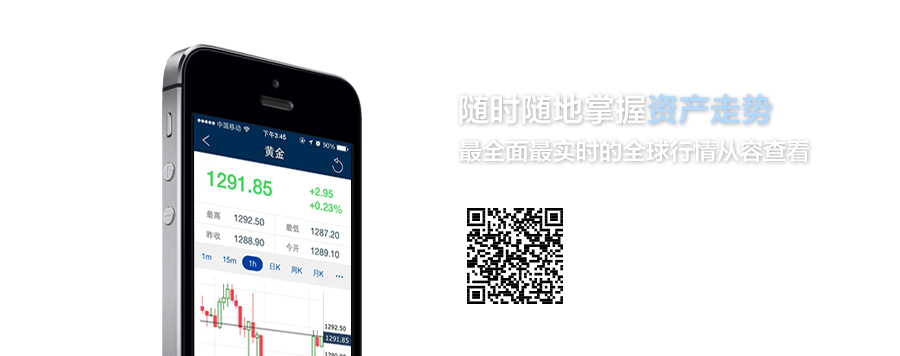 中国移动
下午3:45
90%
黄金
1291.85
+2.95
+0.23%
最高 1292.50 最低 1287.20
昨收 1288.90 今开 1289.10
1m 15m 1h 日K 周K 月K ...
1292.50
1291.85
1290.90
随时随地掌握资产走势
最全面最实时的全球行情从容查看